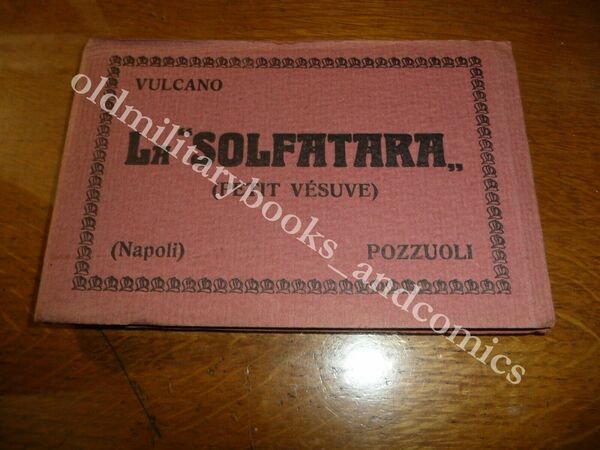 VULCANO
LA "SOLFATARA„
(PETIT VÉSUVE)
(Napoli) POZZUOLI
oldmilitarybooks_andcomics